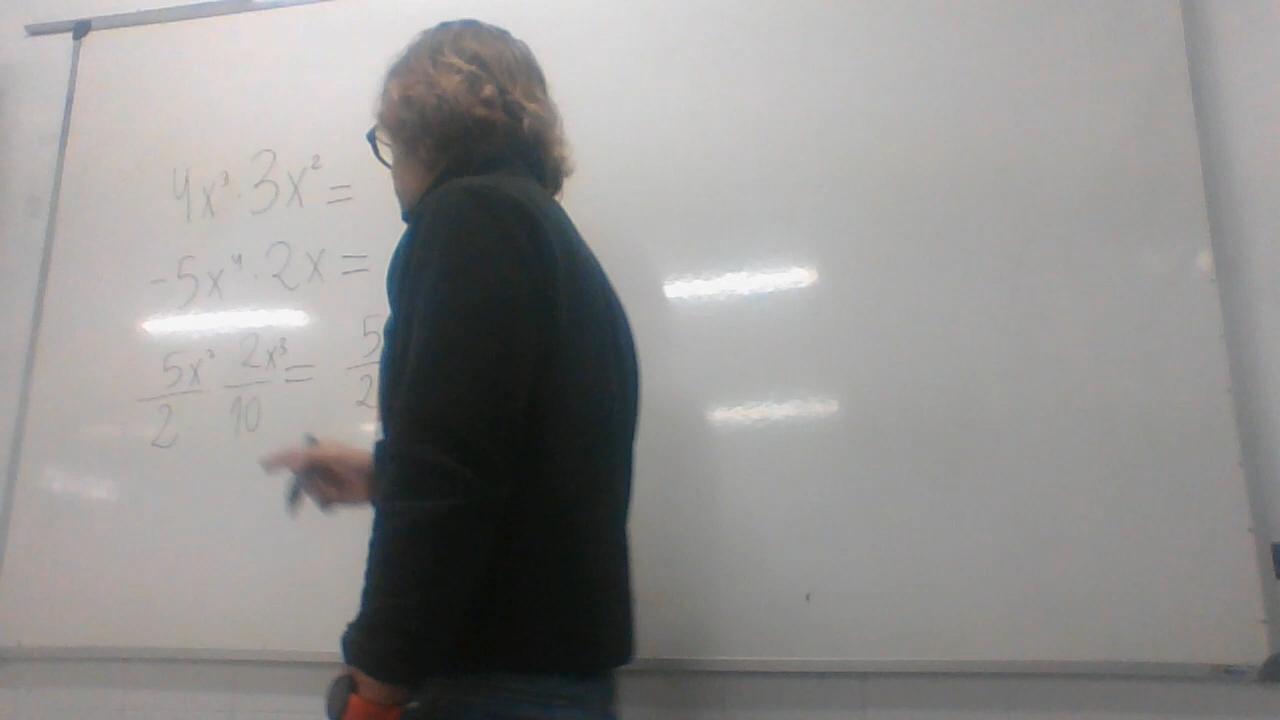 4x³·3x²=
-5x⁴·2x=
5x²/2 2x³/10 = 5/2